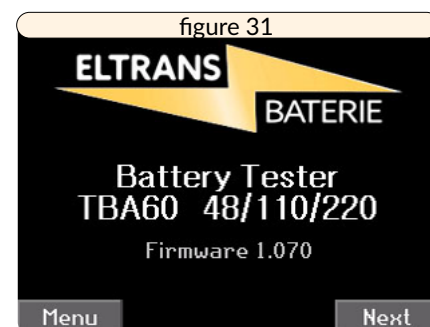 figure 31
ELTRANS
BATERIE
Battery Tester
TBA60 48/110/220
Firmware 1.070
Menu Next